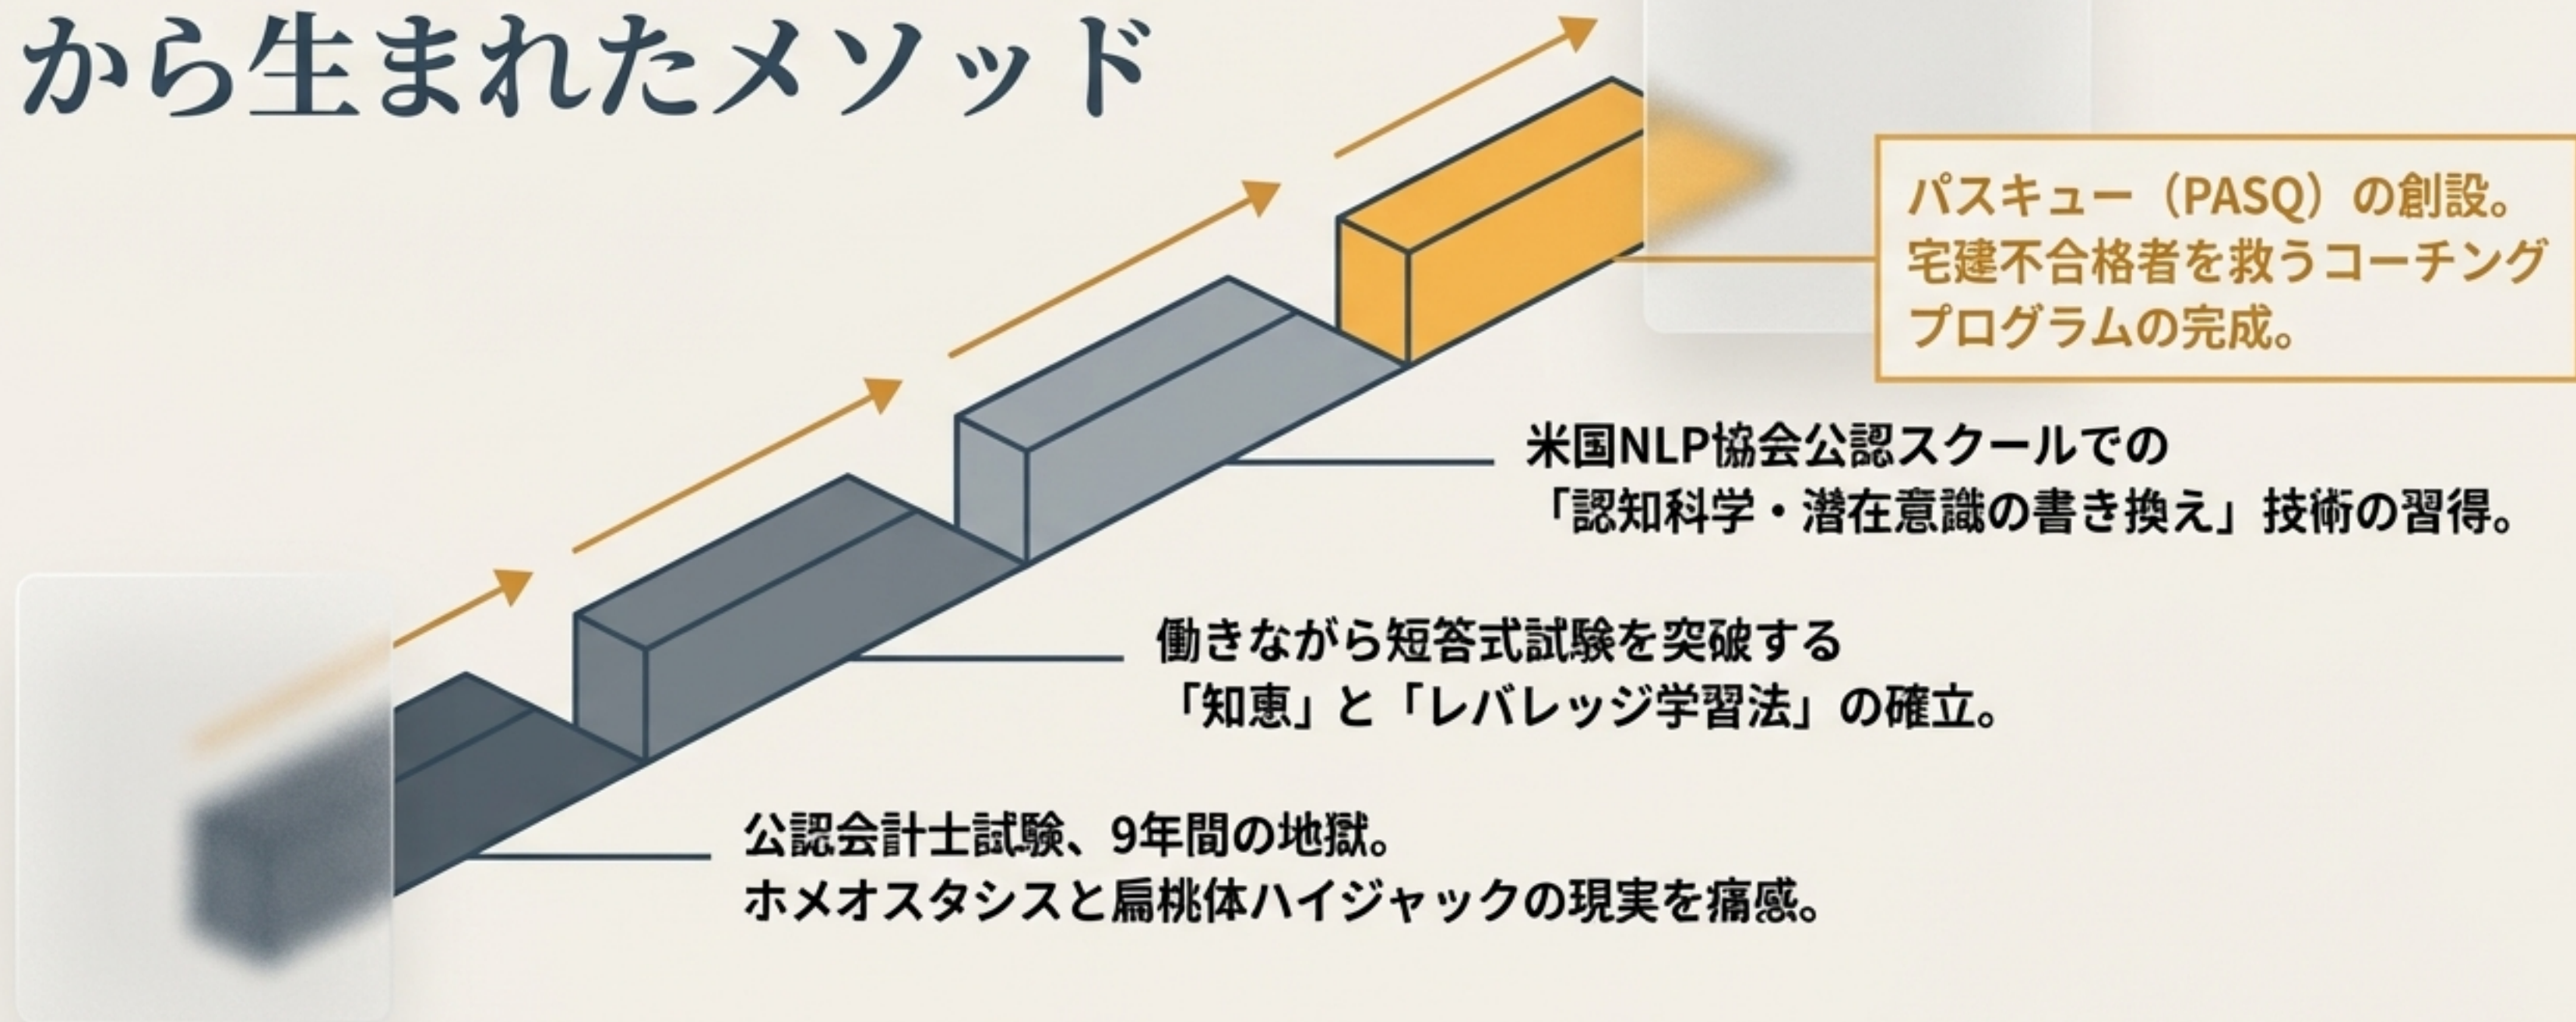 から生まれたメソッド
パスキュー（PASQ）の創設。
宅建不合格者を救うコーチング
プログラムの完成。
米国NLP協会公認スクールでの
「認知科学・潜在意識の書き換え」技術の習得。
働きながら短答式試験を突破する
「知恵」と「レバレッジ学習法」の確立。
公認会計士試験、9年間の地獄。
ホメオスタシスと扁桃体ハイジャックの現実を痛感。